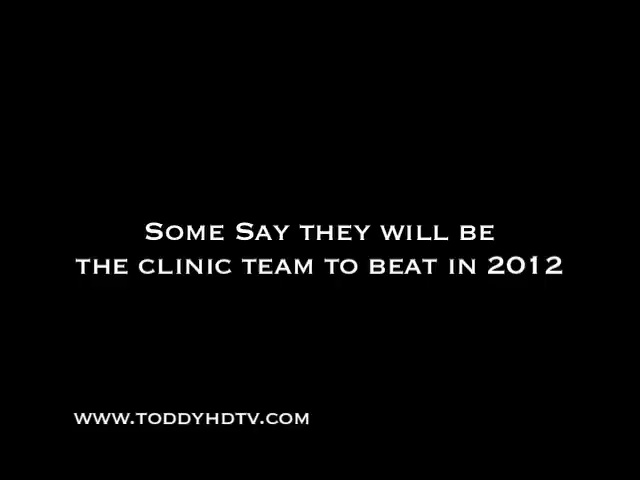 Some Say they will be
the clinic team to beat in 2012
www.toddyhdtv.com